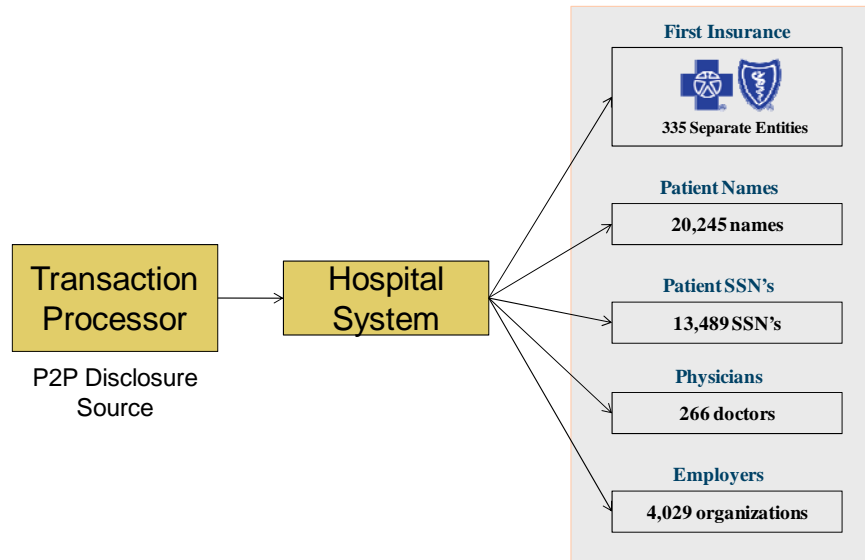 First Insurance
335 Separate Entities
Patient Names
20,245 names
Transaction
Processor
P2P Disclosure
Source
Hospital
System
Patient SSN's
13,489 SSN's
Physicians
266 doctors
Employers
4,029 organizations